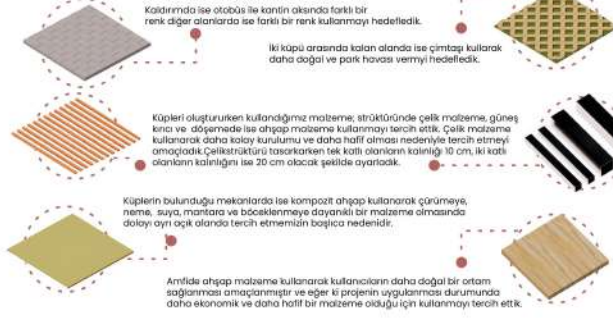 Kaldırımda ise otobüs ile kantin aksında farklı bir
renk diğer alanlarda ise farklı bir renk kullanmayı hedefledik.
İki küpü arasında kalan alanda ise çimtaşı kullarak
daha doğal ve park havası vermyi hedefledik.
Küpleri oluştururken kullandığımız malzeme; strüktüründe çelik malzeme, güneş
kırıcı ve döşemede ise ahşap malzeme kullanmayı tercih ettik. Çelik malzeme
kullanarak daha kolay kurulumu ve daha hafif olması nedeniyle tercih etmeyi
amaçladık.Çelikstrüktürü tasarkarken tek katlı olanların kalınlığı 10 cm, iki katlı
olanların kalınlığını ise 20 cm olacak şekilde ayarladık.
Küplerin bulunduğu mekanlarda ise kompozit ahşap kullanarak çürümeye,
neme, suya, mantara ve böceklenmeye dayanıklı bir malzeme olmasında
dolayı ayrı açık alanda tercih etmemizin başlıca nedenidir.
Amfide ahşap malzeme kullanarak kullanıcıların daha doğal bir ortam
sağlanması amaçlanmıştır ve eğer ki projenin uygulanması durumunda
daha ekonomik ve daha hafif bir malzeme olduğu için kullanmayı tercih ettik.